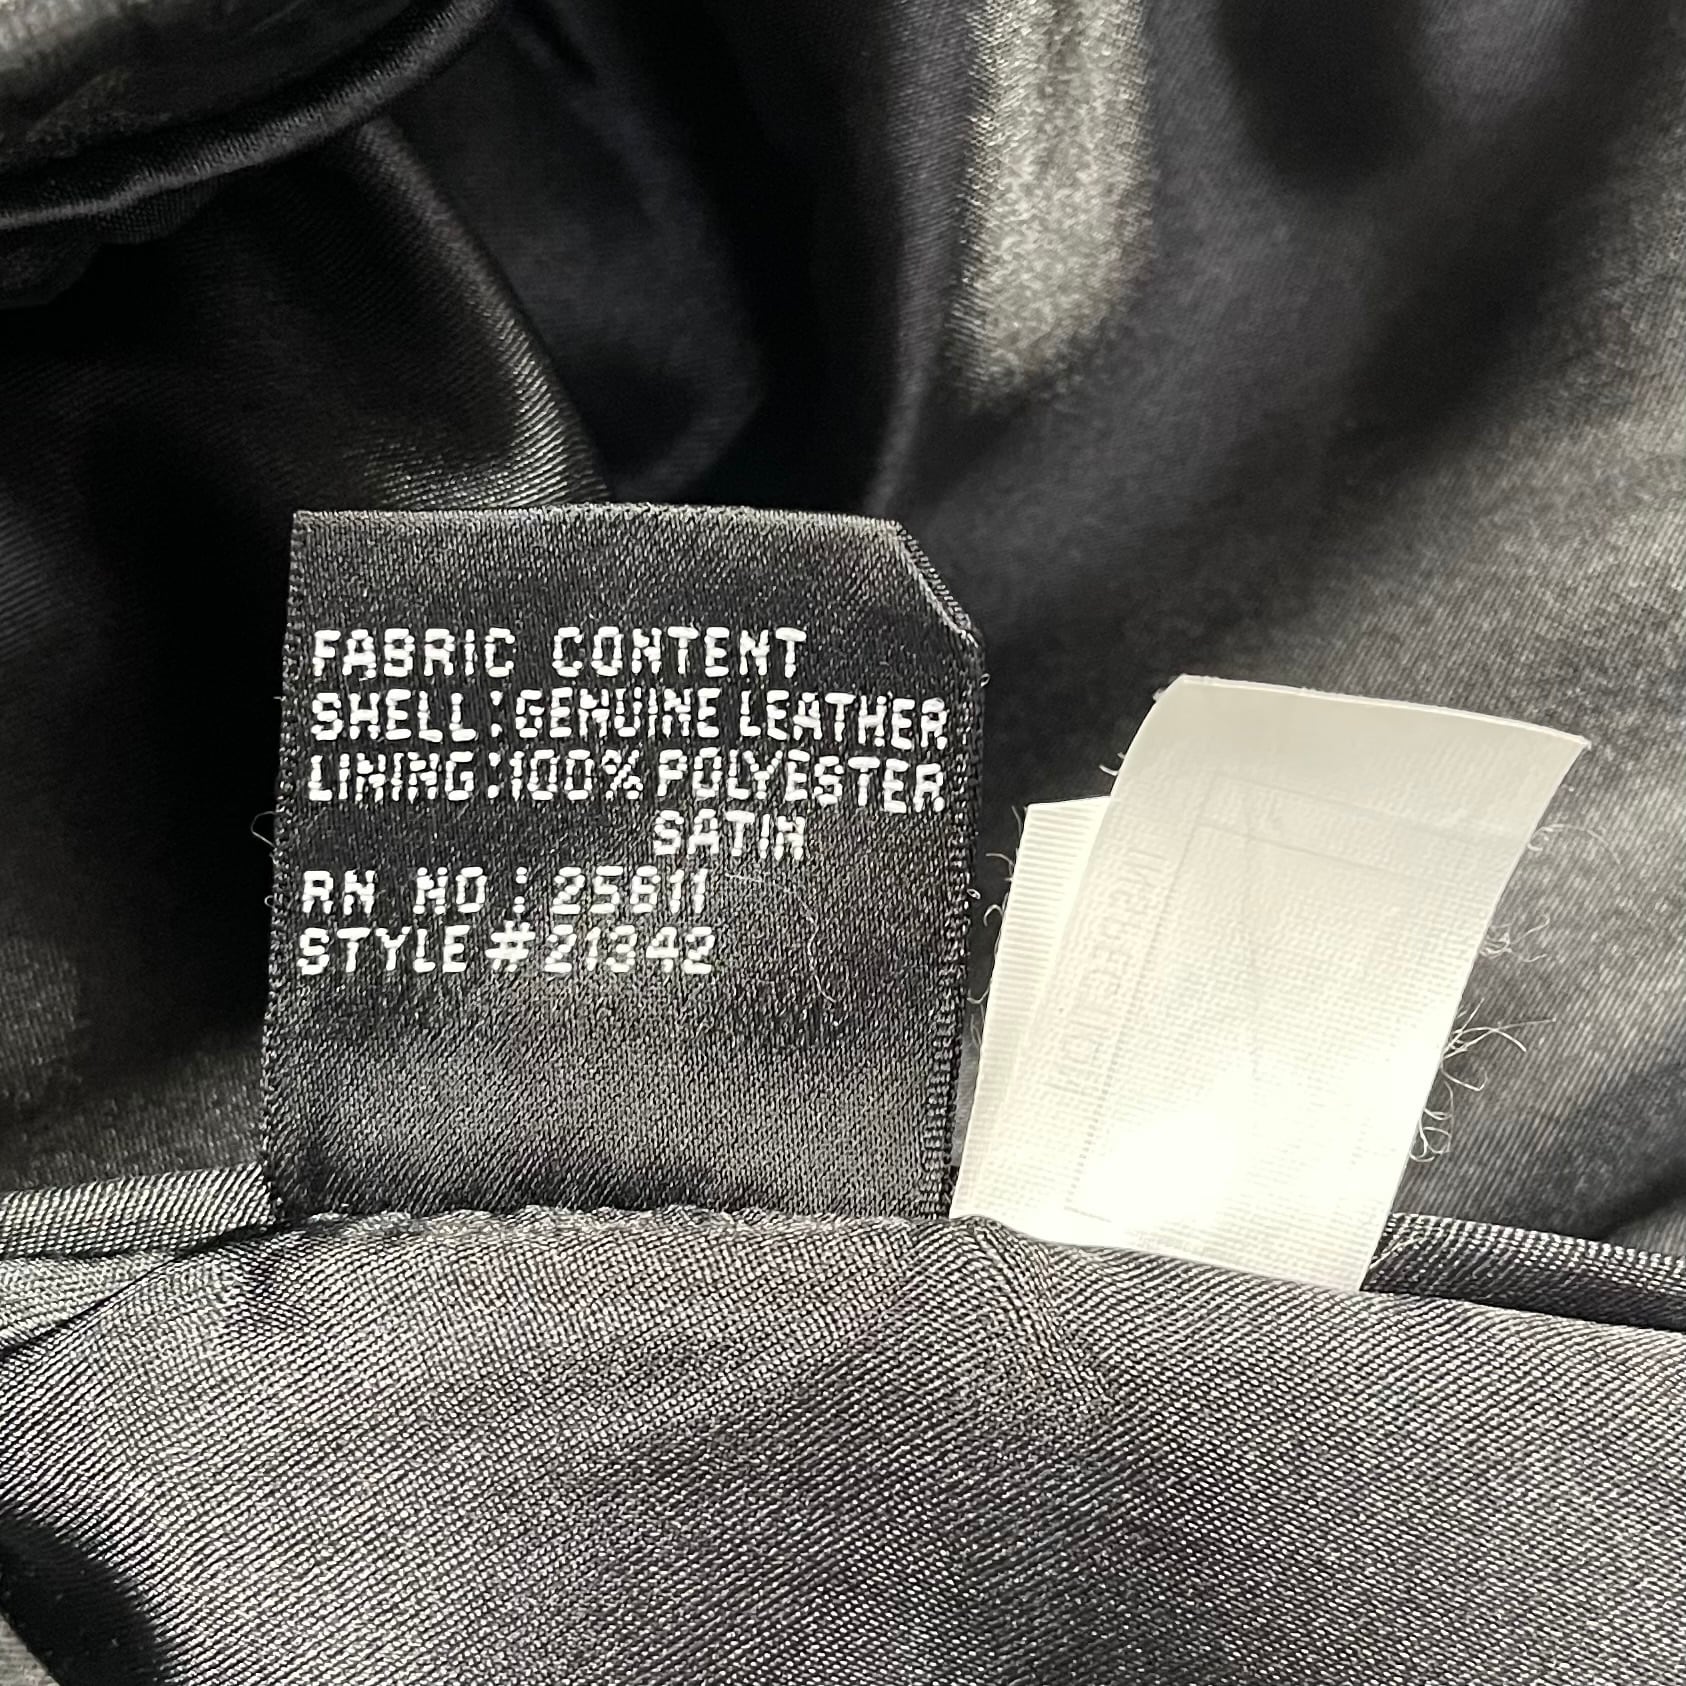 FABRIC CONTENT
SHELL:GENUINE LEATHER
LINING:100% POLYESTER
SATIN
RN NO: 25611
STYLE #21342